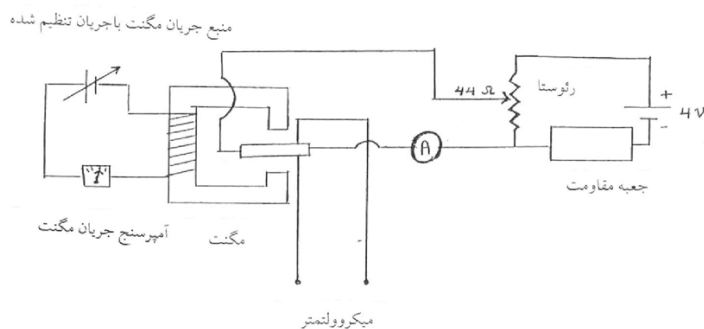 منبع جریان مگنت باجریان تنظیم شده
44 Ω
رئوستا
+
4v
-
A
جعبه مقاومت
"I"
آمپرسنج جریان مگنت
مگنت
میکروولتمتر